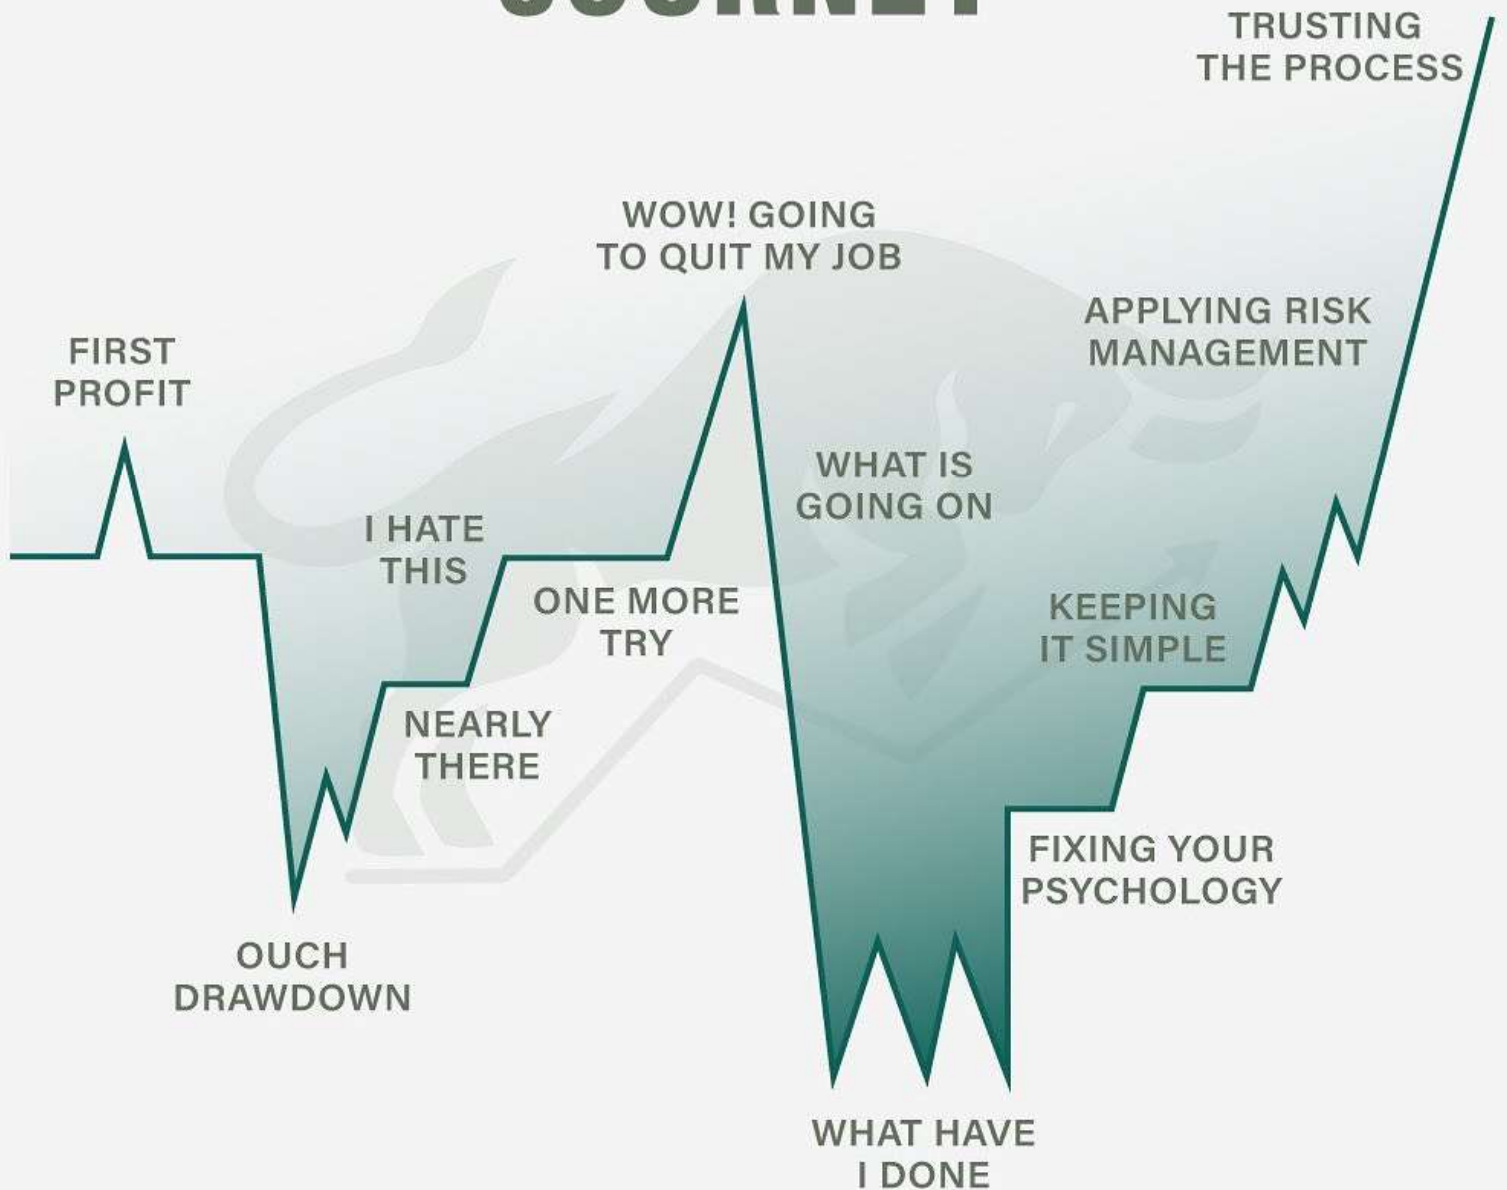 JOURNEY
TRUSTING
THE PROCESS
WOW! GOING
TO QUIT MY JOB
APPLYING RISK
MANAGEMENT
FIRST
PROFIT
WHAT IS
GOING ON
I HATE
THIS
ONE MORE
TRY
KEEPING
IT SIMPLE
NEARLY
THERE
FIXING YOUR
PSYCHOLOGY
OUCH
DRAWDOWN
WHAT HAVE
I DONE